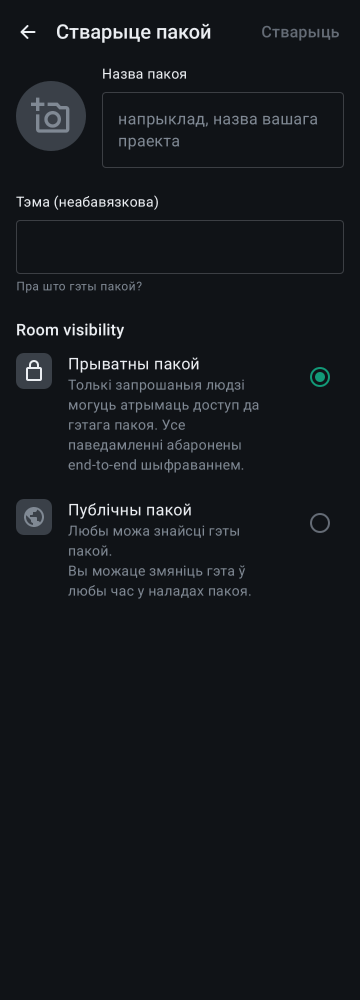 Стварыце пакой
Стварыць
Назва пакоя
напрыклад, назва вашага
праекта
Тэма (неабавязкова)
Пра што гэты пакой?
Room visibility
Прыватны пакой
Толькі запрошаныя людзі
могуць атрымаць доступ да
гэтага пакоя. Усе
паведамленні абаронены
end-to-end шыфраваннем.
Публічны пакой
Любы можа знайсці гэты
пакой.
Вы можаце змяніць гэта ў
любы час у наладах пакоя.